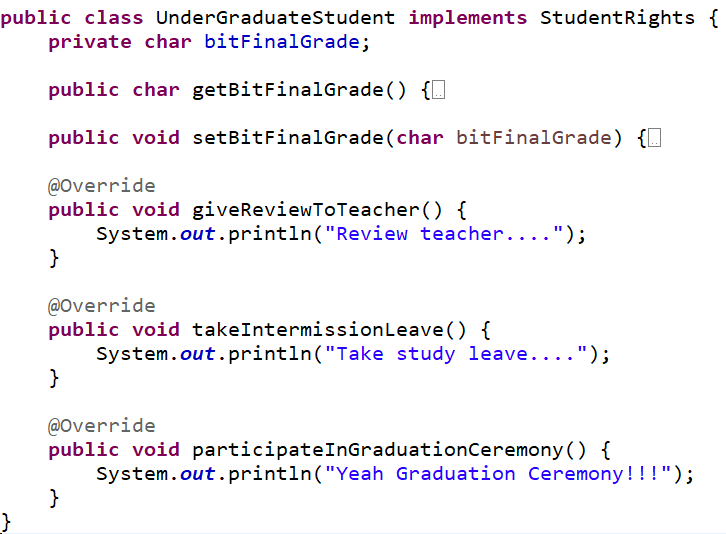 public class UnderGraduateStudent implements StudentRights {
private char bitFinalGrade;
public char getBitFinalGrade() {..
public void setBitFinalGrade(char bitFinalGrade) {..
@Override
public void giveReviewToTeacher() {
System.out.println("Review teacher....");
}
@Override
public void takeIntermissionLeave() {
System.out.println("Take study leave....");
}
@Override
public void participateInGraduationCeremony() {
System.out.println("Yeah Graduation Ceremony!!!");
}
}